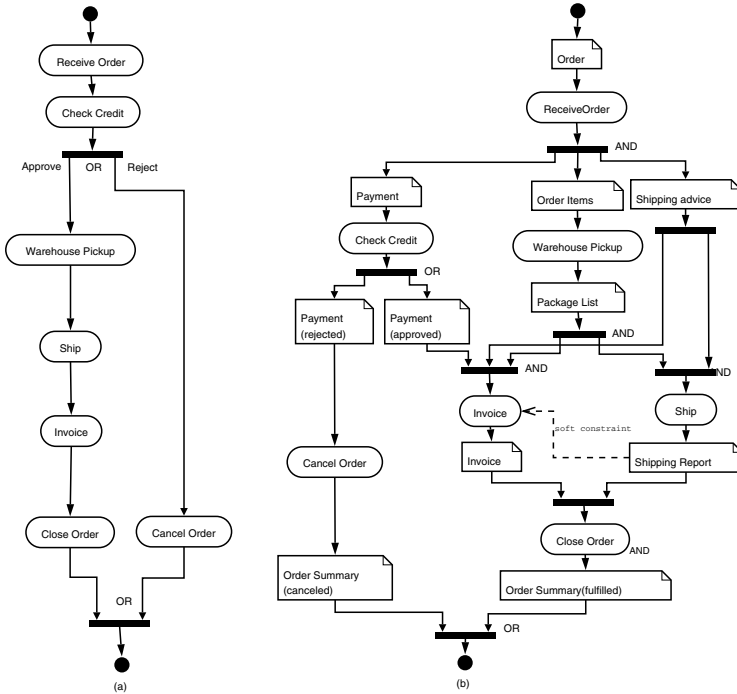 Receive Order
Check Credit
Approve OR Reject
Warehouse Pickup
Ship
Invoice
Close Order Cancel Order
OR
(a)
Order
ReceiveOrder
AND
Payment Order Items Shipping advice
Check Credit Warehouse Pickup
OR
Package List
Payment
(rejected)
Payment
(approved)
AND
AND
AND
Invoice Ship
soft constraint
Invoice Shipping Report
Cancel Order
Close Order
AND
Order Summary
(canceled)
Order Summary(fulfilled)
OR
(b)